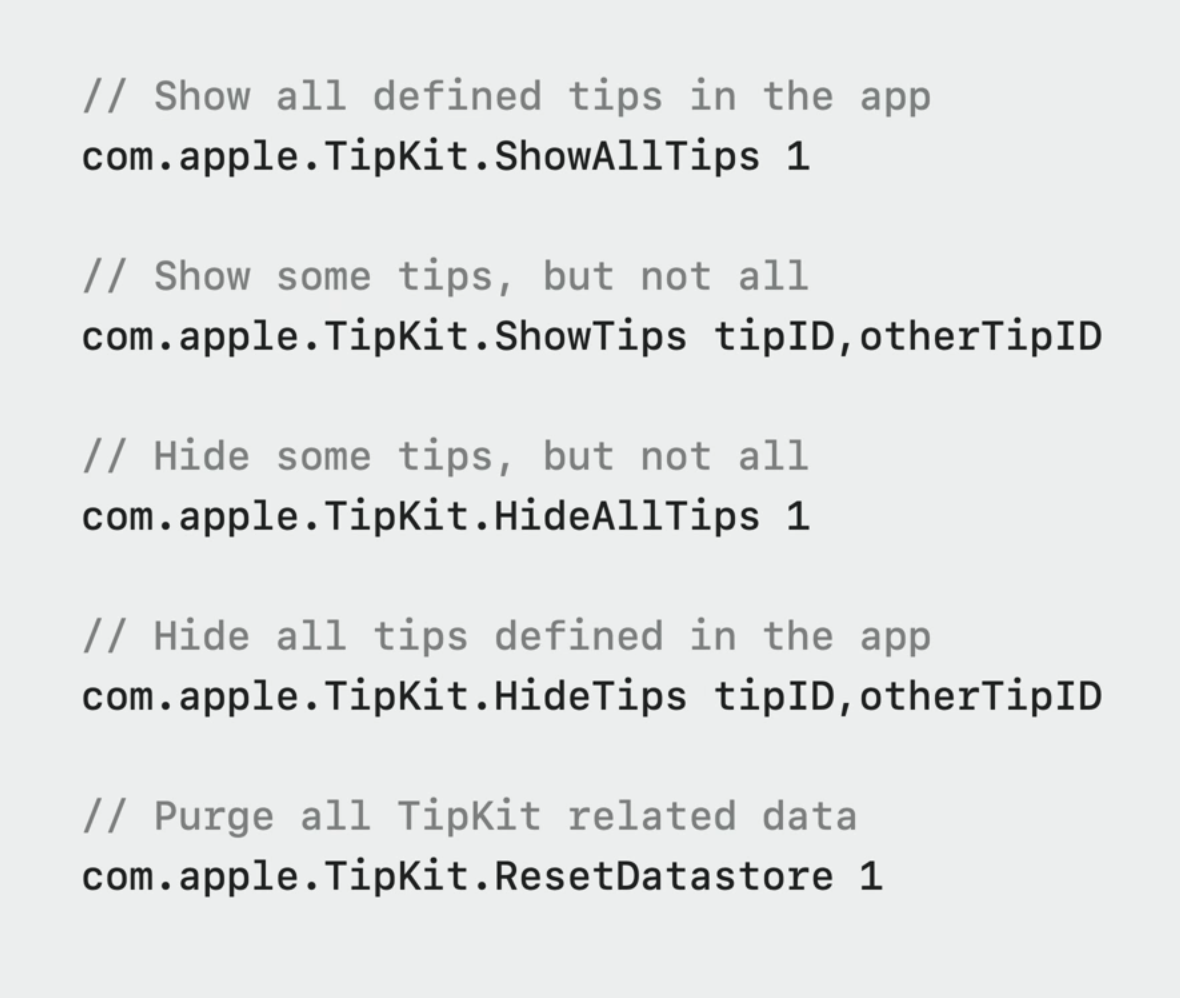 // Show all defined tips in the app
com.apple.TipKit.ShowAllTips 1
// Show some tips, but not all
com.apple.TipKit.ShowTips tipID,otherTipID
// Hide some tips, but not all
com.apple.TipKit.HideAllTips 1
// Hide all tips defined in the app
com.apple.TipKit.HideTips tipID,otherTipID
// Purge all TipKit related data
com.apple.TipKit.ResetDatastore 1